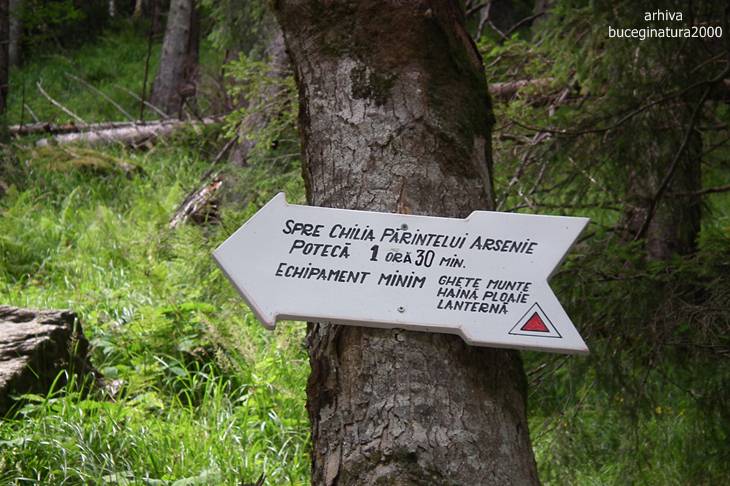 arhiva
buceginatura2000
SPRE CHILIA PĂRINTELUI ARSENIE
POTECĂ 1 ORĂ 30 MIN.
ECHIPAMENT MINIM GHETE MUNTE
HAINĂ PLOAIE
LANTERNĂ